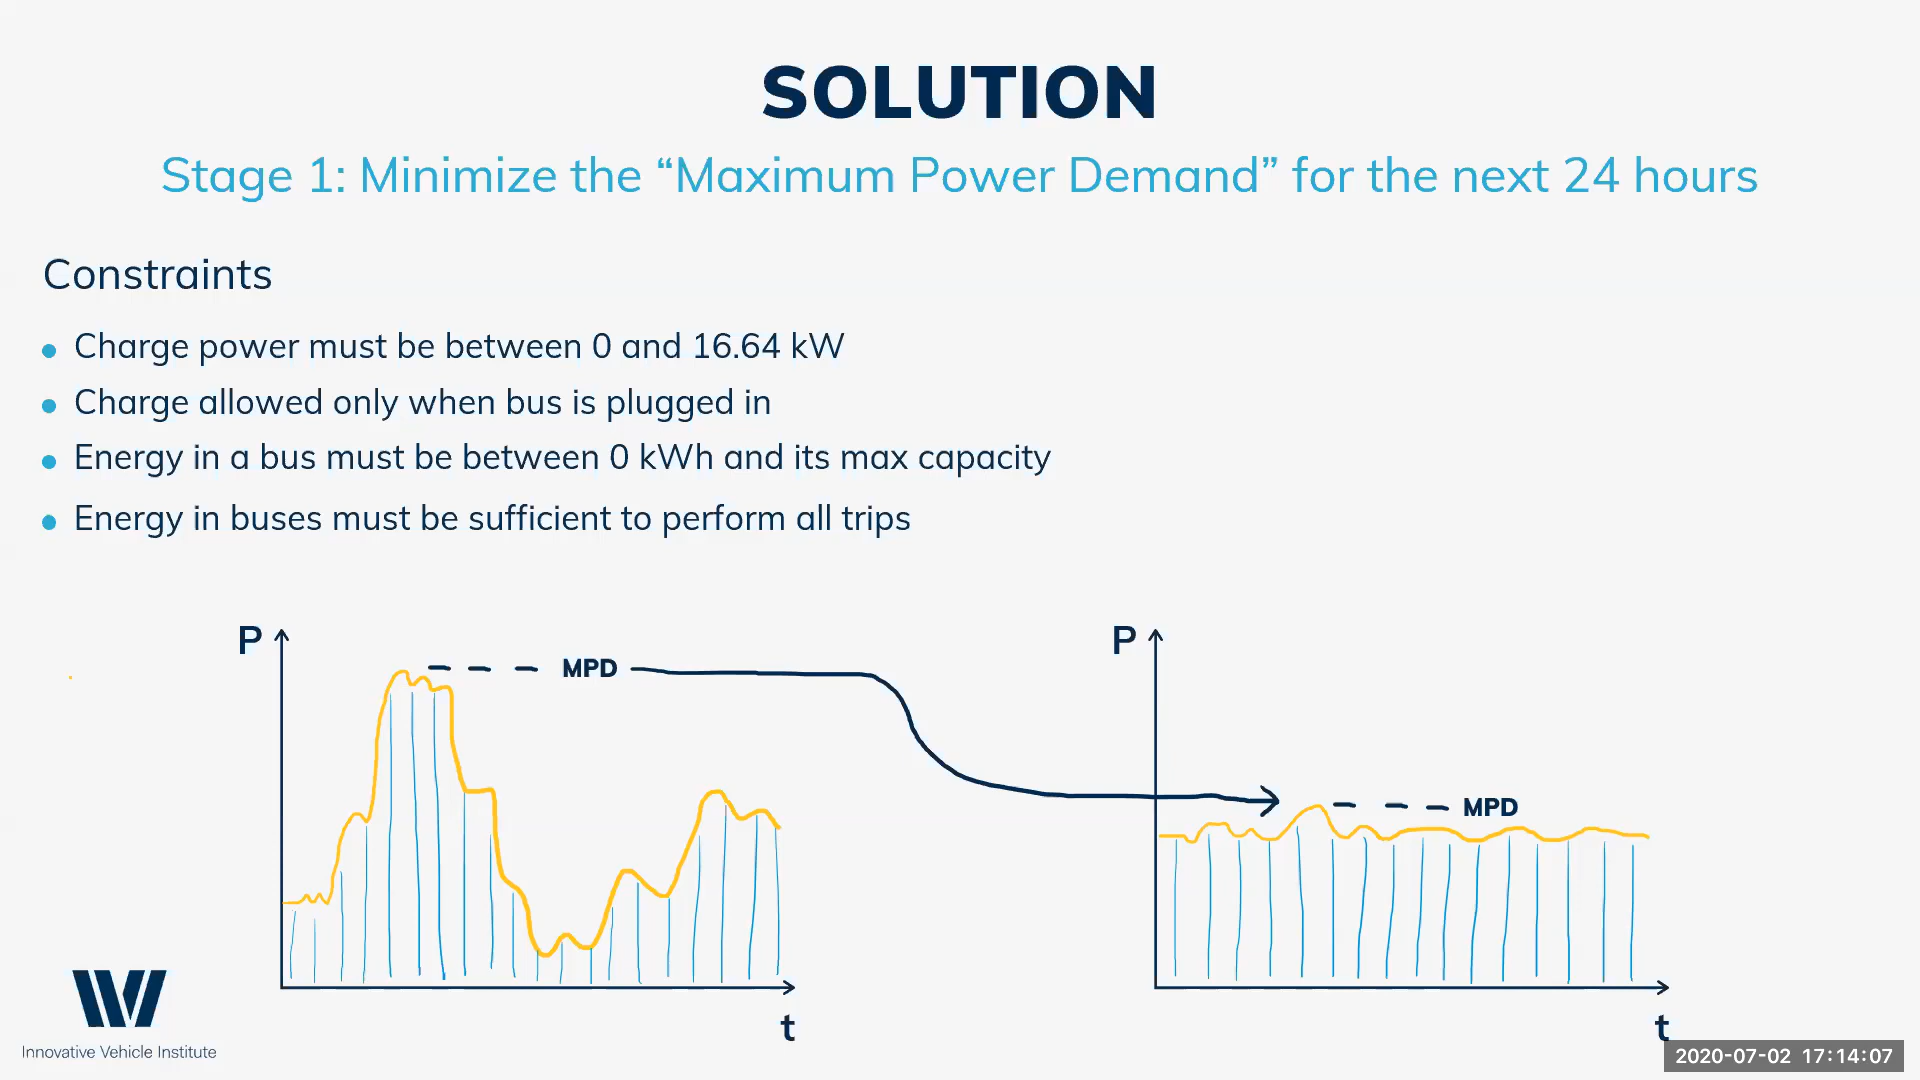 SOLUTION
Stage 1: Minimize the “Maximum Power Demand” for the next 24 hours
Constraints
Charge power must be between 0 and 16.64 kW
Charge allowed only when bus is plugged in
Energy in a bus must be between 0 kWh and its max capacity
Energy in buses must be sufficient to perform all trips
P
MPD
t
P
MPD
t
Innovative Vehicle Institute
2020-07-02 17:14:07